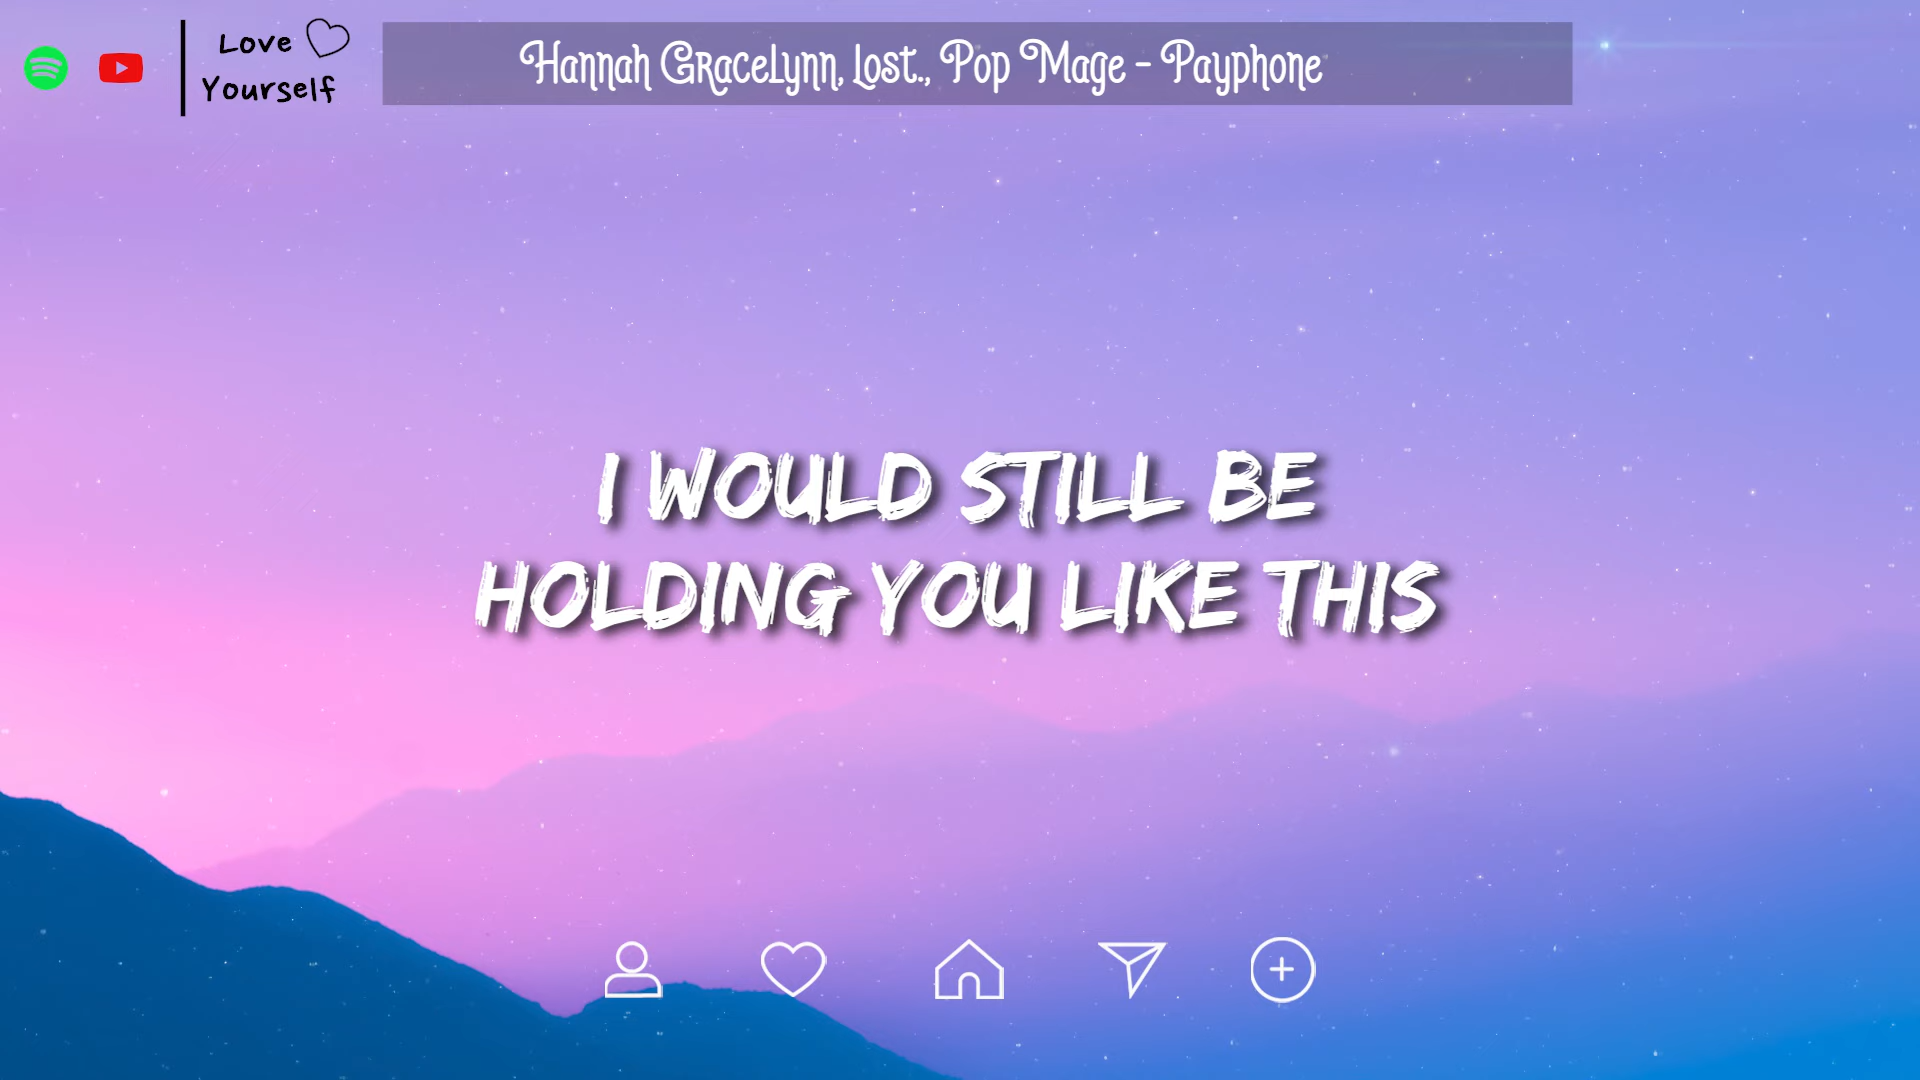 Love
Yourself
Hannah Gracelynn, Lost., Pop Mage - Payphone
I WOULD STILL BE
HOLDING YOU LIKE THIS